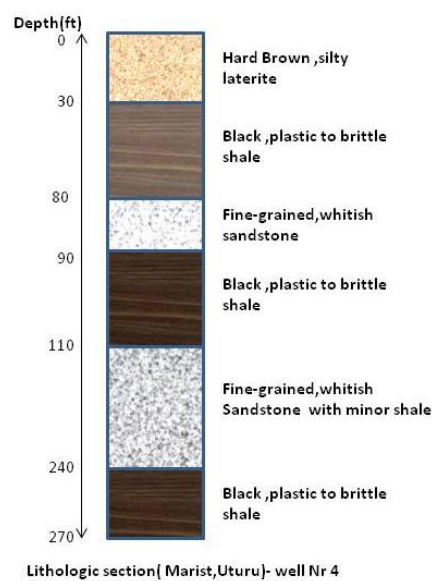 Depth(ft)
0
Hard Brown ,silty
laterite
30
Black ,plastic to brittle
shale
80
Fine-grained,whitish
sandstone
90
Black ,plastic to brittle
shale
110
Fine-grained,whitish
Sandstone with minor shale
240
Black ,plastic to brittle
shale
270
Lithologic section( Marist,Uturu)- well Nr 4